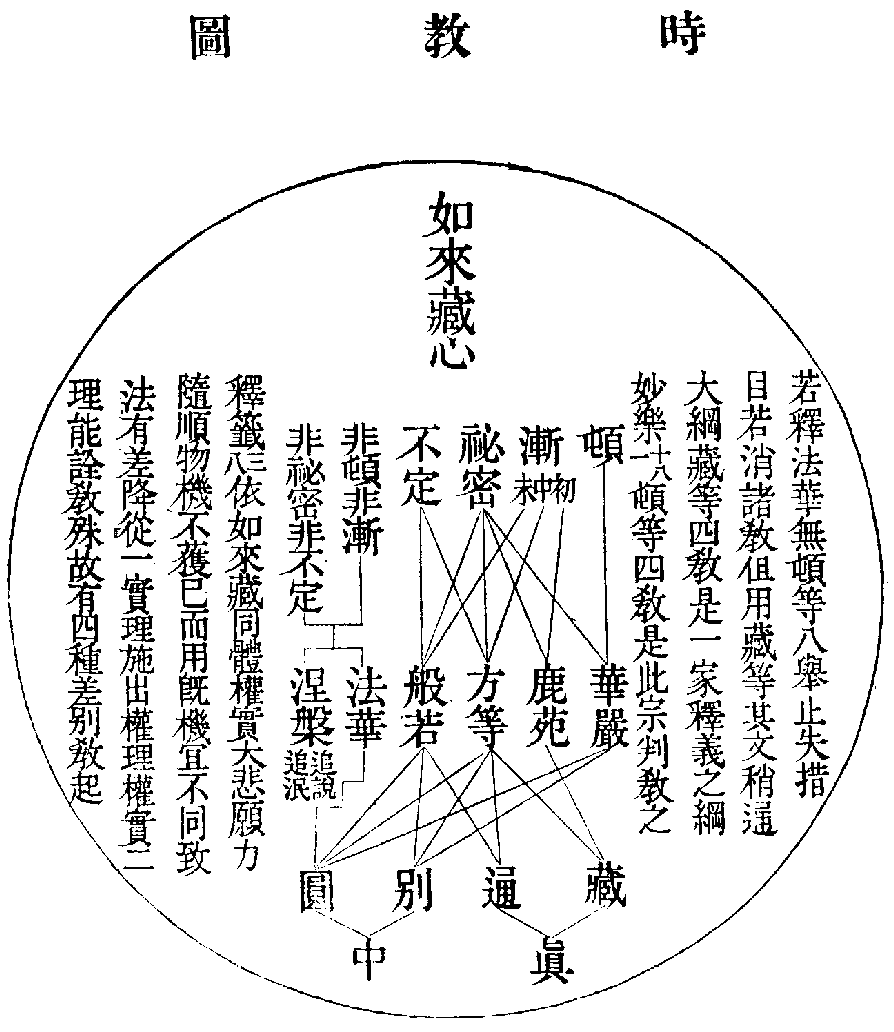 時教圖
如來藏心
妙樂一十八頓等四教是此宗判教之
大綱藏等四教是一家釋義之綱
目若消諸教但用藏等其文稍通
若釋法華無頓等八舉止失措
頓
漸初中末
祕密
不定
非頓非漸
非祕密非不定
華嚴
鹿苑
方等
般若
法華
涅槃追說追泯
藏
通
別
圓
眞
中
釋籤三八依如來藏同體權實大悲願力
隨順物機不獲已而用旣機宜不同致
法有差降從一實理施出權理權實二
理能詮教殊故有四種差別教起